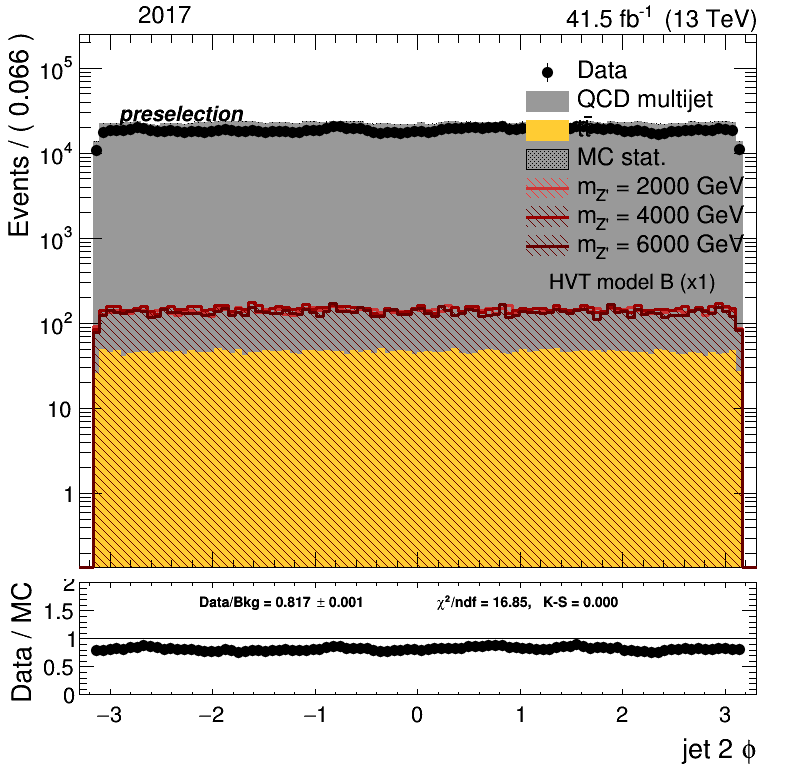 2017
41.5 fb⁻¹ (13 TeV)
Events / ( 0.066 )
10⁵
10⁴
10³
10²
10
1
preselection
Data
QCD multijet
tt̄
MC stat.
m_Z' = 2000 GeV
m_Z' = 4000 GeV
m_Z' = 6000 GeV
HVT model B (x1)
Data / MC
2
1.5
1
0.5
0
Data/Bkg = 0.817 ± 0.001
χ²/ndf = 16.85, K-S = 0.000
−3 −2 −1 0 1 2 3
jet 2 ϕ